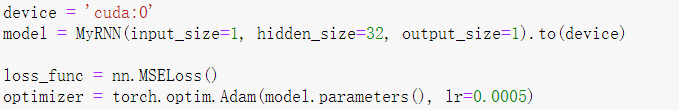 device = 'cuda:0'
model = MyRNN(input_size=1, hidden_size=32, output_size=1).to(device)
loss_func = nn.MSELoss()
optimizer = torch.optim.Adam(model.parameters(), lr=0.0005)